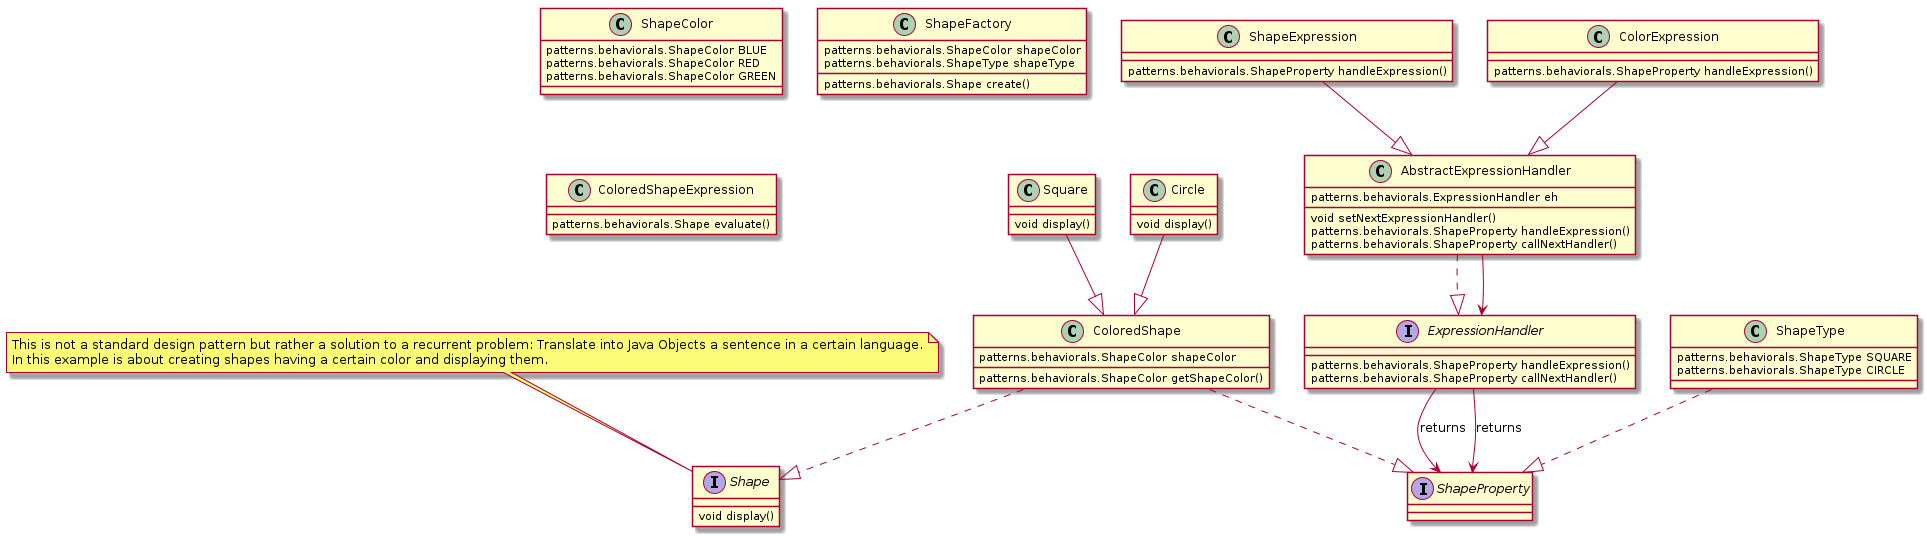 C ShapeColor
patterns.behaviorals.ShapeColor BLUE
patterns.behaviorals.ShapeColor RED
patterns.behaviorals.ShapeColor GREEN
C ShapeFactory
patterns.behaviorals.ShapeColor shapeColor
patterns.behaviorals.ShapeType shapeType
patterns.behaviorals.Shape create()
C ShapeExpression
patterns.behaviorals.ShapeProperty handleExpression()
C ColorExpression
patterns.behaviorals.ShapeProperty handleExpression()
C ColoredShapeExpression
patterns.behaviorals.Shape evaluate()
C Square
void display()
C Circle
void display()
C AbstractExpressionHandler
patterns.behaviorals.ExpressionHandler eh
void setNextExpressionHandler()
patterns.behaviorals.ShapeProperty handleExpression()
patterns.behaviorals.ShapeProperty callNextHandler()
This is not a standard design pattern but rather a solution to a recurrent problem: Translate into Java Objects a sentence in a certain language.
In this example is about creating shapes having a certain color and displaying them.
C ColoredShape
patterns.behaviorals.ShapeColor shapeColor
patterns.behaviorals.ShapeColor getShapeColor()
I ExpressionHandler
patterns.behaviorals.ShapeProperty handleExpression()
patterns.behaviorals.ShapeProperty callNextHandler()
C ShapeType
patterns.behaviorals.ShapeType SQUARE
patterns.behaviorals.ShapeType CIRCLE
returns
returns
I Shape
void display()
I ShapeProperty